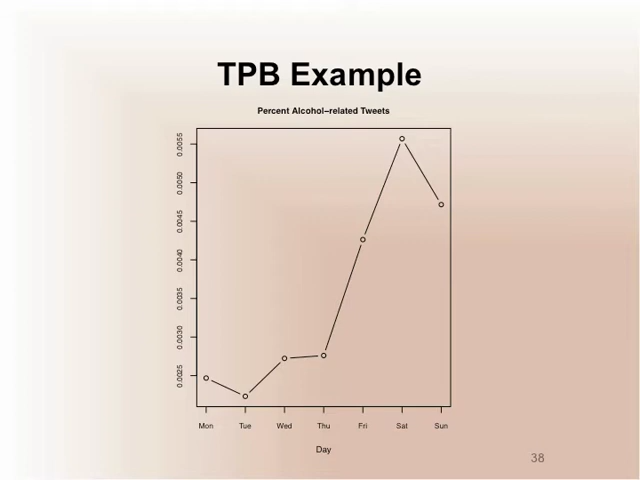 TPB Example
Percent Alcohol–related Tweets
0.0055
0.0050
0.0045
0.0040
0.0035
0.0030
0.0025
Mon Tue Wed Thu Fri Sat Sun
Day
38